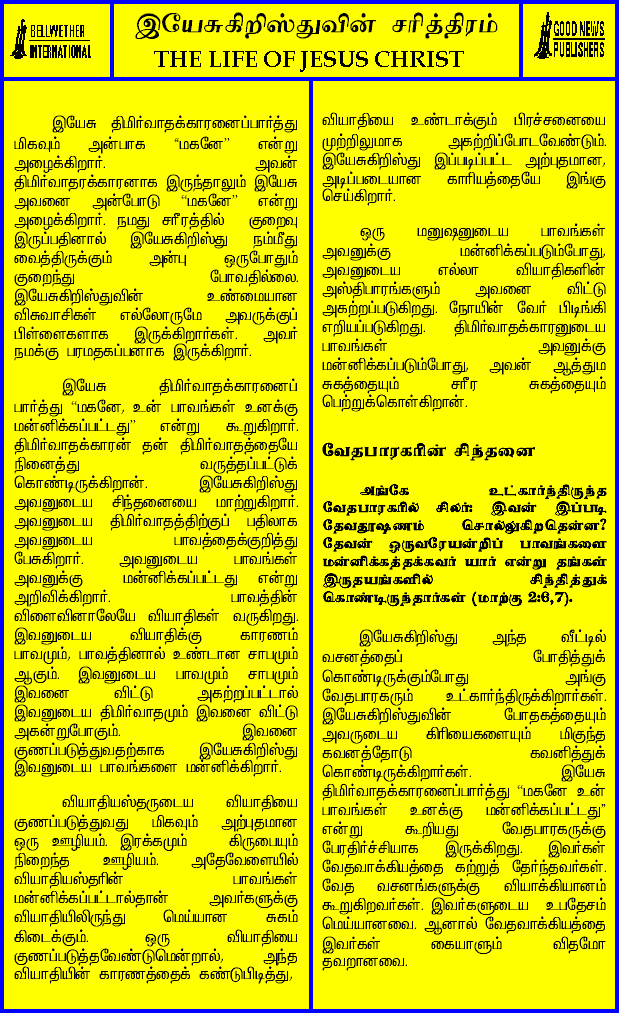 BELLWETHER
INTERNATIONAL
இயேசுகிறிஸ்துவின் சரித்திரம்
THE LIFE OF JESUS CHRIST
GOOD NEWS
PUBLISHERS
இயேசு திமிர்வாதக்காரனைப்பார்த்து
மிகவும் அன்பாக “மகனே” என்று
அழைக்கிறார். அவன்
திமிர்வாதரக்காரனாக இருந்தாலும் இயேசு
அவனை அன்போடு “மகனே” என்று
அழைக்கிறார். நமது சரீரத்தில் குறைவு
இருப்பதினால் இயேசுகிறிஸ்து நம்மீது
வைத்திருக்கும் அன்பு ஒருபோதும்
குறைந்து போவதில்லை.
இயேசுகிறிஸ்துவின் உண்மையான
விசுவாசிகள் எல்லோருமே அவருக்குப்
பிள்ளைகளாக இருக்கிறார்கள். அவர்
நமக்கு பரமதகப்பனாக இருக்கிறார்.
இயேசு திமிர்வாதக்காரனைப்
பார்த்து “மகனே, உன் பாவங்கள் உனக்கு
மன்னிக்கப்பட்டது” என்று கூறுகிறார்.
திமிர்வாதக்காரன் தன் திமிர்வாதத்தையே
நினைத்து வருத்தப்பட்டுக்
கொண்டிருக்கிறான். இயேசுகிறிஸ்து
அவனுடைய சிந்தனையை மாற்றுகிறார்.
அவனுடைய திமிர்வாதத்திற்குப் பதிலாக
அவனுடைய பாவத்தைக்குறித்து
பேசுகிறார். அவனுடைய பாவங்கள்
அவனுக்கு மன்னிக்கப்பட்டது என்று
அறிவிக்கிறார். பாவத்தின்
விளைவினாலேயே வியாதிகள் வருகிறது.
இவனுடைய வியாதிக்கு காரணம்
பாவமும், பாவத்தினால் உண்டான சாபமும்
ஆகும். இவனுடைய பாவமும் சாபமும்
இவனை விட்டு அகற்றப்பட்டால்
இவனுடைய திமிர்வாதமும் இவனை விட்டு
அகன்றுபோகும். இவனை
குணப்படுத்துவதற்காக இயேசுகிறிஸ்து
இவனுடைய பாவங்களை மன்னிக்கிறார்.
வியாதியஸ்தருடைய வியாதியை
குணப்படுத்துவது மிகவும் அற்புதமான
ஒரு ஊழியம். இரக்கமும் கிருபையும்
நிறைந்த ஊழியம். அதேவேளையில்
வியாதியஸ்தரின் பாவங்கள்
மன்னிக்கப்பட்டால்தான் அவர்களுக்கு
வியாதியிலிருந்து மெய்யான சுகம்
கிடைக்கும். ஒரு வியாதியை
குணப்படுத்தவேண்டுமென்றால், அந்த
வியாதியின் காரணத்தைக் கண்டுபிடித்து,
வியாதியை உண்டாக்கும் பிரச்சனையை
முற்றிலுமாக அகற்றிப்போடவேண்டும்.
இயேசுகிறிஸ்து இப்படிப்பட்ட அற்புதமான,
அடிப்படையான காரியத்தையே இங்கு
செய்கிறார்.
ஒரு மனுஷனுடைய பாவங்கள்
அவனுக்கு மன்னிக்கப்படும்போது,
அவனுடைய எல்லா வியாதிகளின்
அஸ்திபாரங்களும் அவனை விட்டு
அகற்றப்படுகிறது. நோயின் வேர் பிடிங்கி
எறியப்படுகிறது. திமிர்வாதக்காரனுடைய
பாவங்கள் அவனுக்கு
மன்னிக்கப்படும்போது, அவன் ஆத்தும
சுகத்தையும் சரீர சுகத்தையும்
பெற்றுக்கொள்கிறான்.
வேதபாரகரின் சிந்தனை
அங்கே உட்கார்ந்திருந்த
வேதபாரகரில் சிலர்: இவன் இப்படி
தேவதூஷணம் சொல்லுகிறதென்ன?
தேவன் ஒருவரேயன்றிப் பாவங்களை
மன்னிக்கத்தக்கவர் யார் என்று தங்கள்
இருதயங்களில் சிந்தித்துக்
கொண்டிருந்தார்கள் (மாற்கு 2:6,7).
இயேசுகிறிஸ்து அந்த வீட்டில்
வசனத்தைப் போதித்துக்
கொண்டிருக்கும்போது அங்கு
வேதபாரகரும் உட்கார்ந்திருக்கிறார்கள்.
இயேசுகிறிஸ்துவின் போதகத்தையும்
அவருடைய கிரியைகளையும் மிகுந்த
கவனத்தோடு கவனித்துக்
கொண்டிருக்கிறார்கள். இயேசு
திமிர்வாதக்காரனைப்பார்த்து “மகனே உன்
பாவங்கள் உனக்கு மன்னிக்கப்பட்டது”
என்று கூறியது வேதபாரகருக்கு
பேரதிர்ச்சியாக இருக்கிறது. இவர்கள்
வேதவாக்கியத்தை கற்றுத் தேர்ந்தவர்கள்.
வேத வசனங்களுக்கு வியாக்கியானம்
கூறுகிறவர்கள். இவர்களுடைய உபதேசம்
மெய்யானவை. ஆனால் வேதவாக்கியத்தை
இவர்கள் கையாளும் விதமோ
தவறானவை.